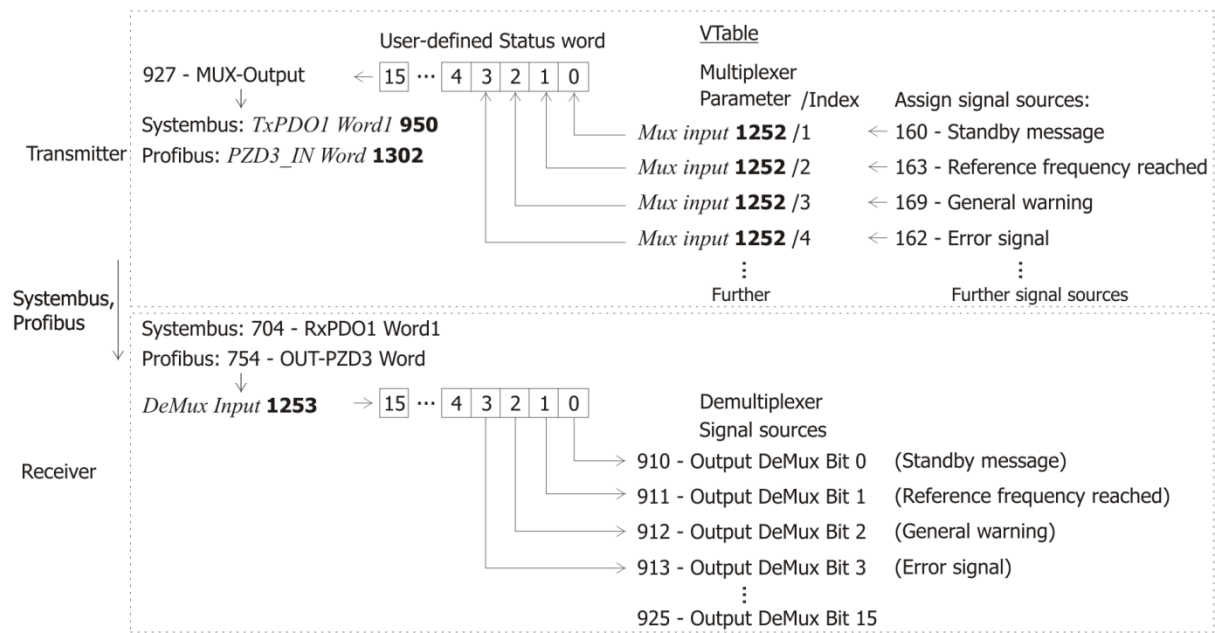 User-defined Status word
VTable
927 - MUX-Output ← 15 ··· 4 3 2 1 0
Multiplexer
Parameter /Index
Assign signal sources:
Transmitter
Systembus: TxPDO1 Word1 950
Profibus: PZD3_IN Word 1302
Mux input 1252 /1 ← 160 - Standby message
Mux input 1252 /2 ← 163 - Reference frequency reached
Mux input 1252 /3 ← 169 - General warning
Mux input 1252 /4 ← 162 - Error signal
Further
Further signal sources
Systembus,
Profibus
Systembus: 704 - RxPDO1 Word1
Profibus: 754 - OUT-PZD3 Word
DeMux Input 1253 → 15 ··· 4 3 2 1 0
Demultiplexer
Signal sources
Receiver
910 - Output DeMux Bit 0 (Standby message)
911 - Output DeMux Bit 1 (Reference frequency reached)
912 - Output DeMux Bit 2 (General warning)
913 - Output DeMux Bit 3 (Error signal)
925 - Output DeMux Bit 15